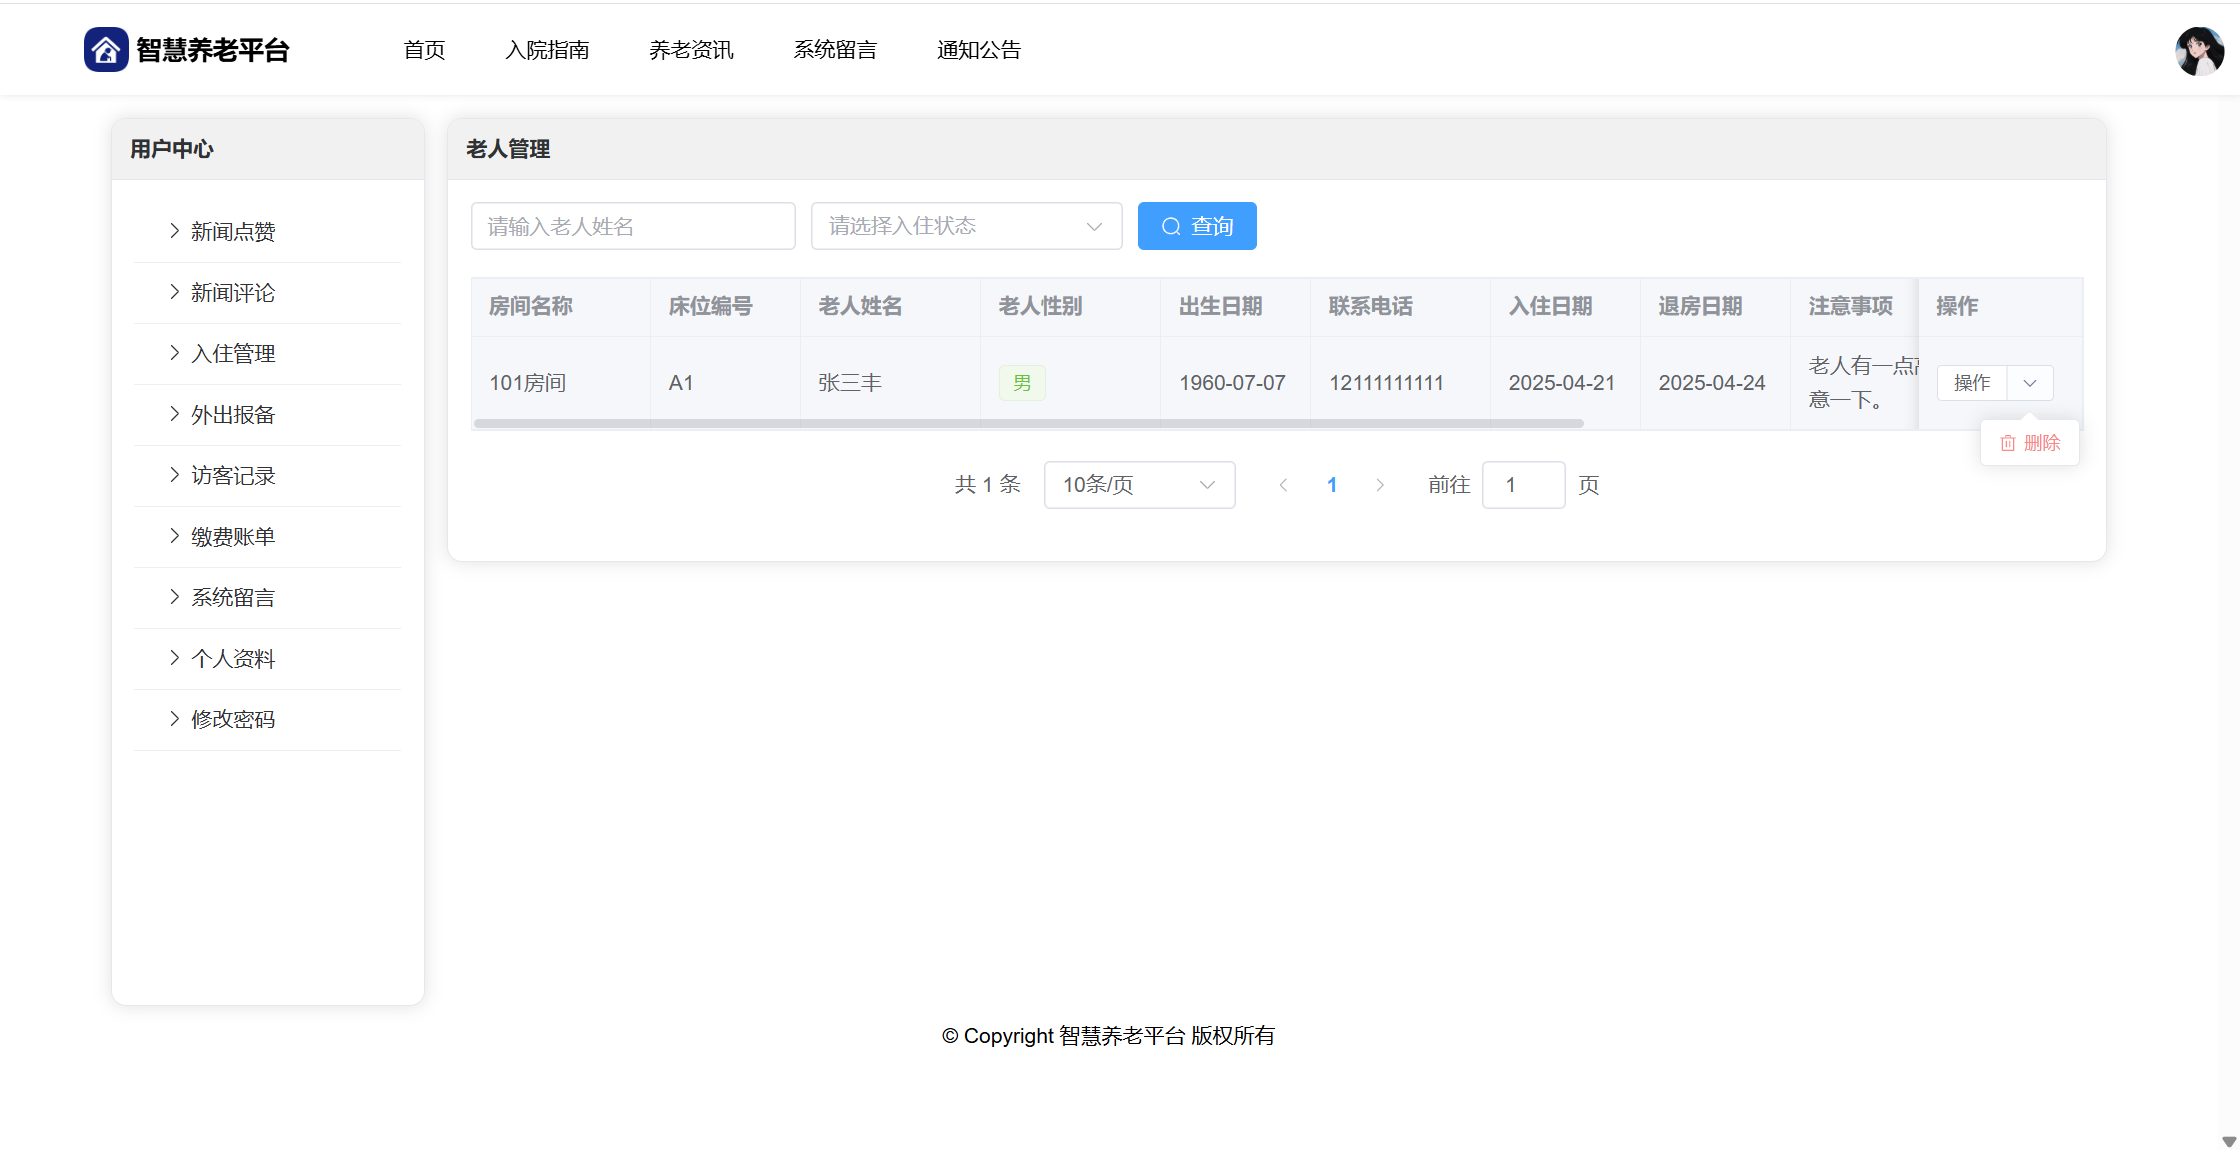 智慧养老平台
首页 入院指南 养老资讯 系统留言 通知公告
用户中心
新闻点赞
新闻评论
入住管理
外出报备
访客记录
缴费账单
系统留言
个人资料
修改密码
老人管理
请输入老人姓名 请选择入住状态 查询
房间名称 床位编号 老人姓名 老人性别 出生日期 联系电话 入住日期 退房日期 注意事项 操作
101房间 A1 张三丰 男 1960-07-07 12111111111 2025-04-21 2025-04-24 老人有一点 操作
意一下。
删除
共 1 条 10条/页 1 前往 1 页
© Copyright 智慧养老平台 版权所有